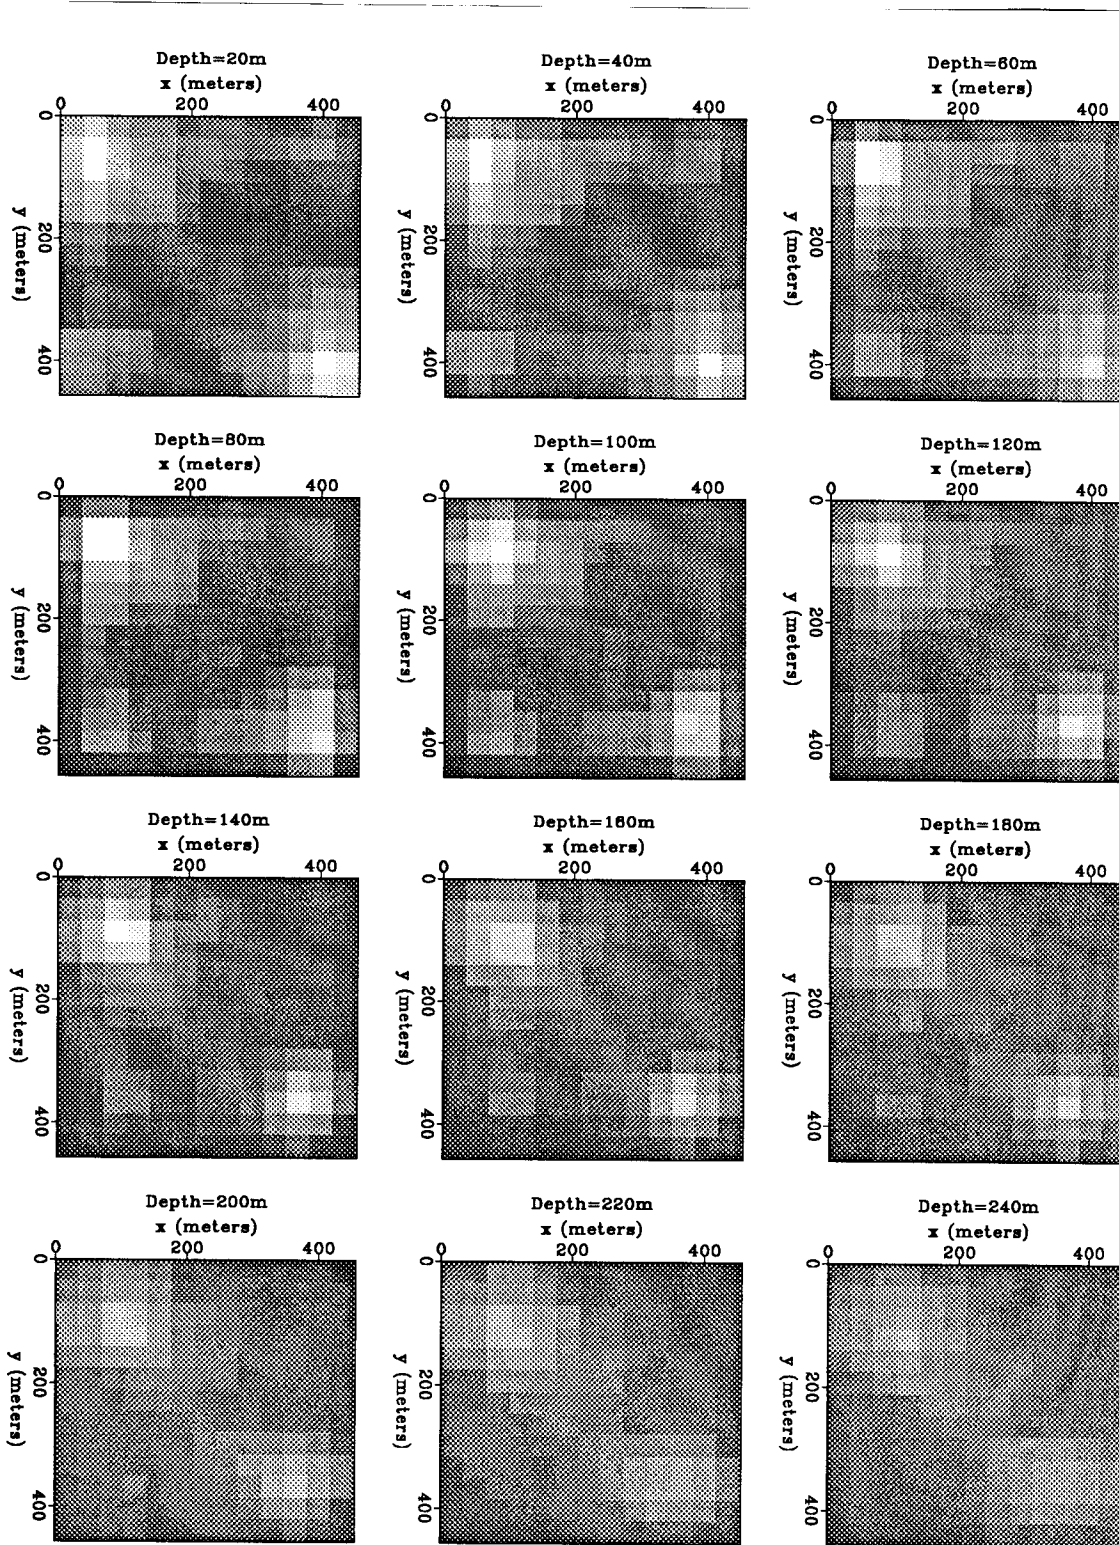 Depth=20m
x (meters)
0 200 400
0
200
400
y (meters)
Depth=40m
x (meters)
0 200 400
0
200
400
y (meters)
Depth=60m
x (meters)
0 200 400
0
200
400
y (meters)
Depth=80m
x (meters)
0 200 400
0
200
400
y (meters)
Depth=100m
x (meters)
0 200 400
0
200
400
y (meters)
Depth=120m
x (meters)
0 200 400
0
200
400
y (meters)
Depth=140m
x (meters)
0 200 400
0
200
400
y (meters)
Depth=160m
x (meters)
0 200 400
0
200
400
y (meters)
Depth=180m
x (meters)
0 200 400
0
200
400
y (meters)
Depth=200m
x (meters)
0 200 400
0
200
400
y (meters)
Depth=220m
x (meters)
0 200 400
0
200
400
y (meters)
Depth=240m
x (meters)
0 200 400
0
200
400
y (meters)